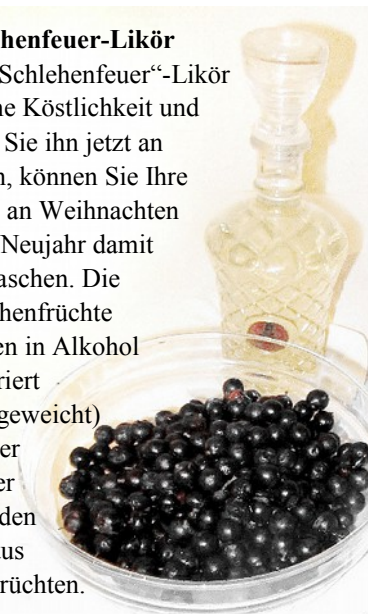 henfeuer-Likör
Schlehenfeuer“-Likör
ne Köstlichkeit und
Sie ihn jetzt an
n, können Sie Ihre
an Weihnachten
Neujahr damit
aschen. Die
henfrüchte
en in Alkohol
riert
geweicht)
er
er
den
us
rüchten.